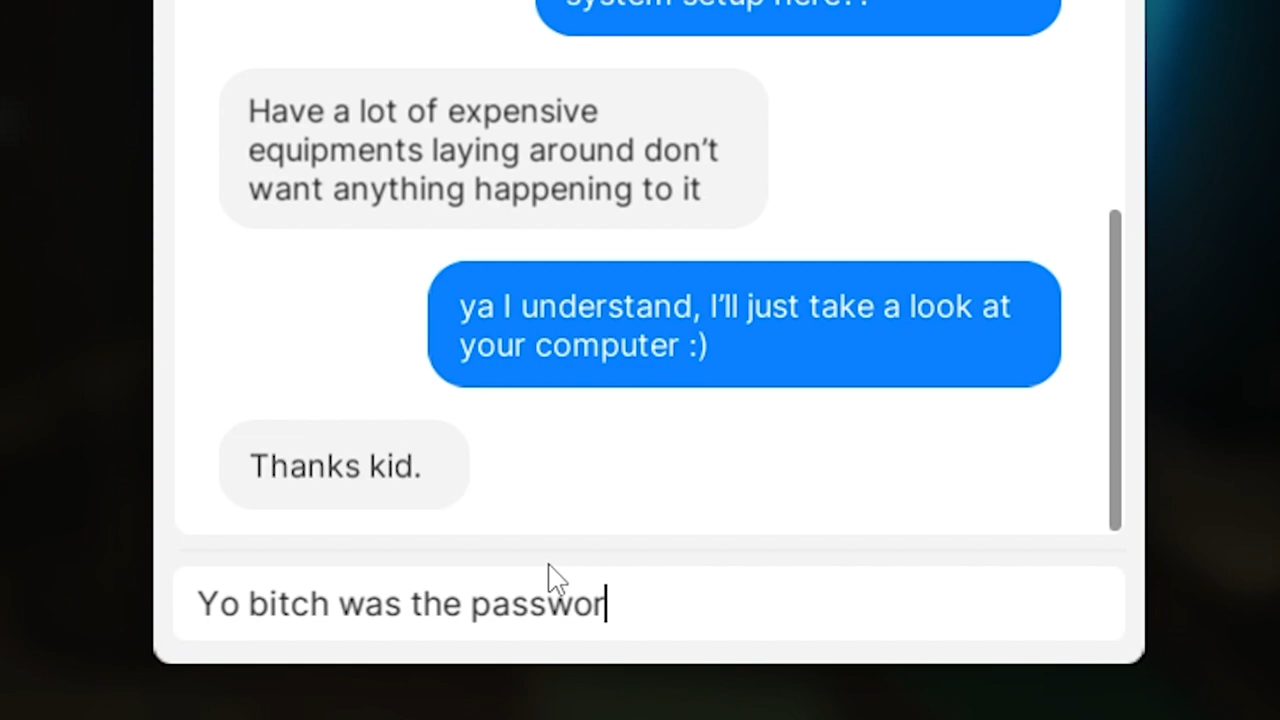 system setup here??
Have a lot of expensive
equipments laying around don’t
want anything happening to it
ya I understand, I’ll just take a look at
your computer :)
Thanks kid.
Yo bitch was the passwor